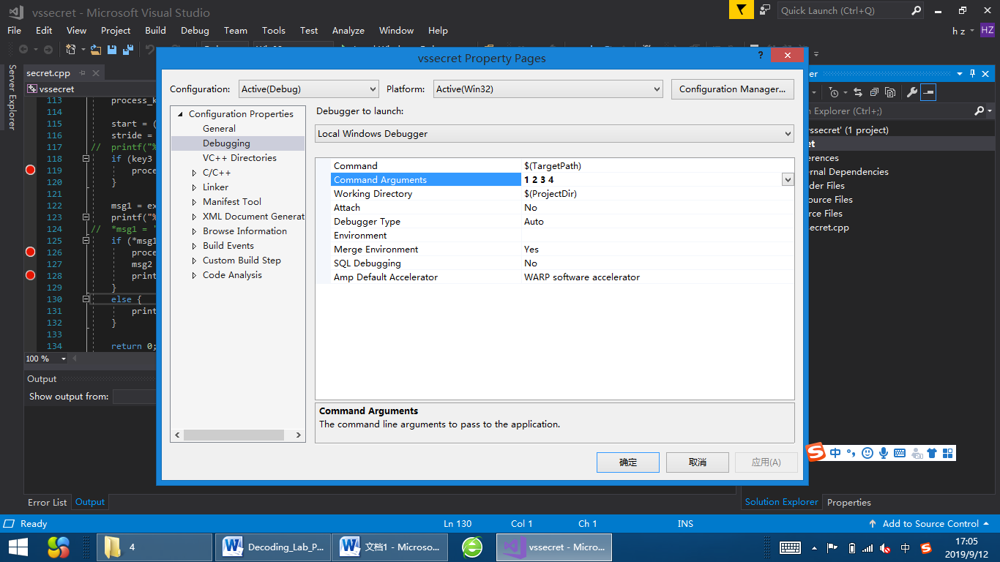 vssecret - Microsoft Visual Studio
Quick Launch (Ctrl+Q)
File Edit View Project Build Debug Team Tools Test Analyze Window Help
h z HZ
vssecret Property Pages
?
Server Explorer
secret.cpp
vssecret
113 process_k
114
115 start = (
116 stride =
117 // printf("%
118 if (key3
119 proce
120 }
121
122 msg1 = ex
123 printf("%
124 // *msg1 = '
125 if (*msg1
126 proce
127 msg2
128 print
129 }
130 else {
131 print
132 }
133
134 return 0;
100 %
Output
Show output from:
Configuration: Active(Debug) Platform: Active(Win32) Configuration Manager...
Configuration Properties
General
Debugging
VC++ Directories
C/C++
Linker
Manifest Tool
XML Document Generat
Browse Information
Build Events
Custom Build Step
Code Analysis
Debugger to launch:
Local Windows Debugger
Command $(TargetPath)
Command Arguments 1 2 3 4
Working Directory $(ProjectDir)
Attach No
Debugger Type Auto
Environment
Merge Environment Yes
SQL Debugging No
Amp Default Accelerator WARP software accelerator
Command Arguments
The command line arguments to pass to the application.
确定 取消 应用(A)
er
n Explorer (Ctrl+;)
vssecret' (1 project)
et
erences
ernal Dependencies
der Files
source Files
rce Files
ecret.cpp
中
Error List Output
Solution Explorer Properties
Ready Ln 130 Col 1 Ch 1 INS Add to Source Control
4 Decoding_Lab_P... 文档1 - Microso... vssecret - Micro...
中
17:05
2019/9/12